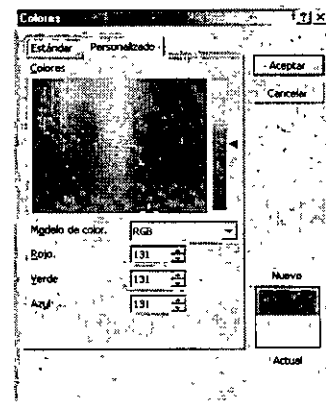 Colores
Estándar Personalizado
Colores
Aceptar
Cancelar
Modelo de color. RGB
Rojo. 131
Verde 131
Azul 131
Nuevo
Actual